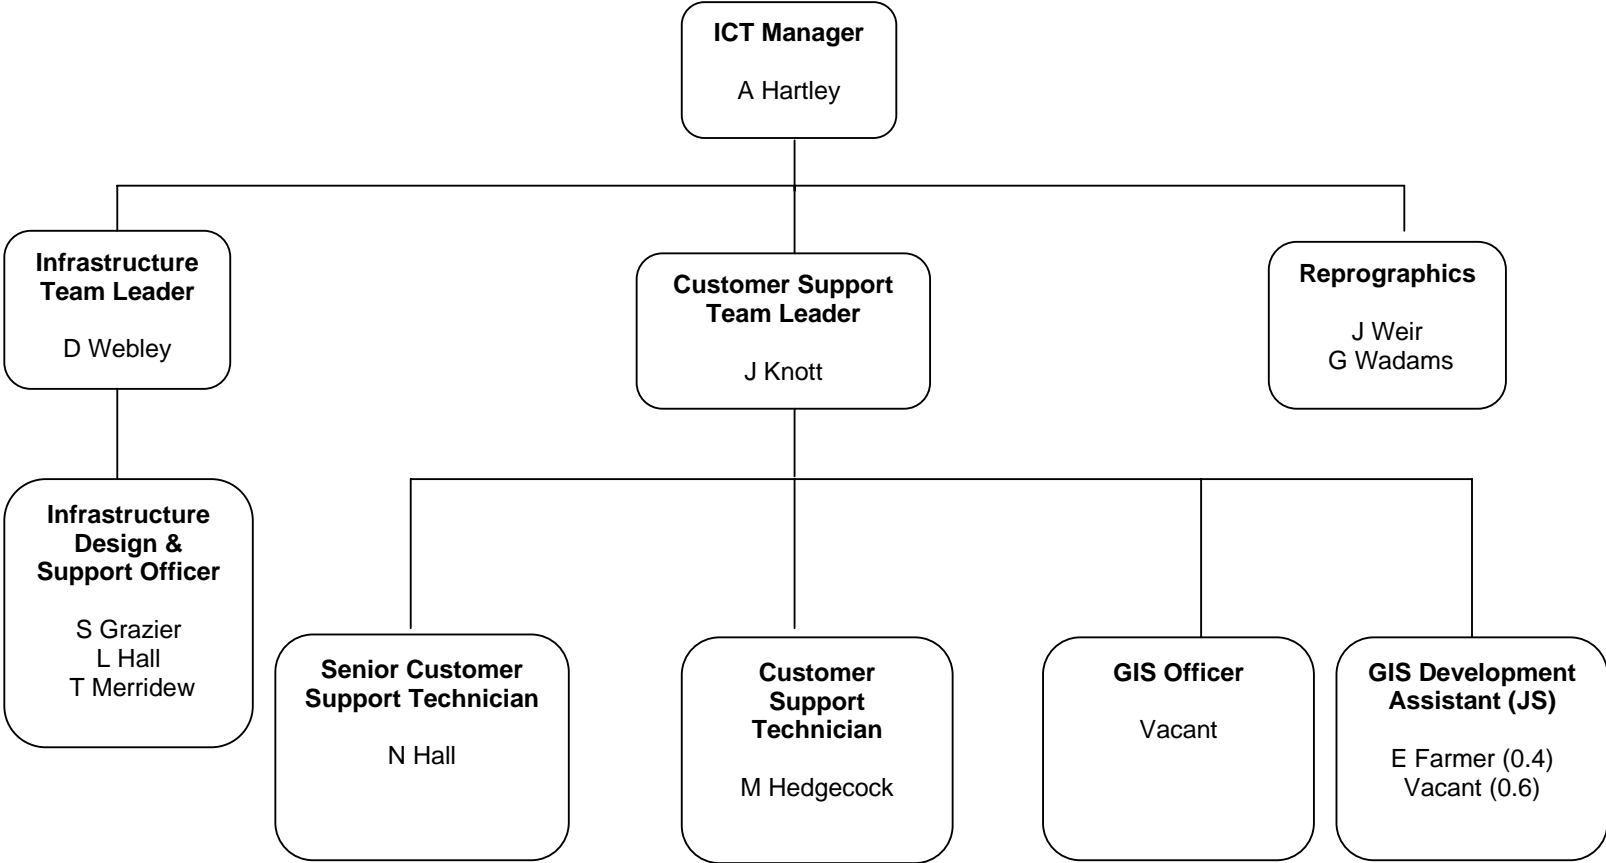 ICT Manager
A Hartley
Infrastructure
Team Leader
D Webley
Customer Support
Team Leader
J Knott
Reprographics
J Weir
G Wadams
Infrastructure
Design &
Support Officer
S Grazier
L Hall
T Merridew
Senior Customer
Support Technician
N Hall
Customer
Support
Technician
M Hedgecock
GIS Officer
Vacant
GIS Development
Assistant (JS)
E Farmer (0.4)
Vacant (0.6)